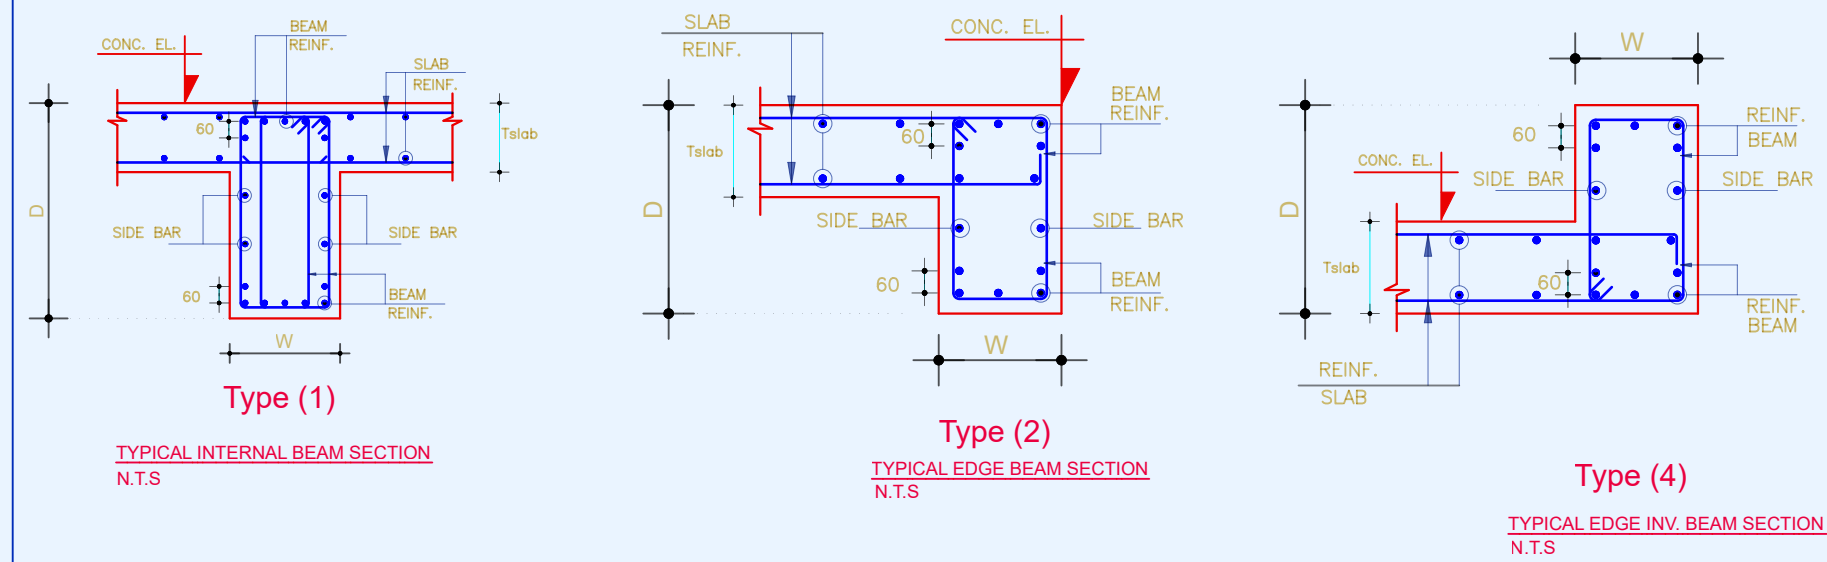 BEAM
REINF.
CONC. EL.
SLAB
REINF.
60
Tslab
D
SIDE BAR
SIDE BAR
60
BEAM
REINF.
W
Type (1)
TYPICAL INTERNAL BEAM SECTION
N.T.S
SLAB
REINF.
CONC. EL.
BEAM
REINF.
60
Tslab
D
SIDE BAR
SIDE BAR
60
BEAM
REINF.
W
Type (2)
TYPICAL EDGE BEAM SECTION
N.T.S
W
REINF.
BEAM
60
CONC. EL.
SIDE BAR
SIDE BAR
D
Tslab
60
REINF.
BEAM
REINF.
SLAB
Type (4)
TYPICAL EDGE INV. BEAM SECTION
N.T.S